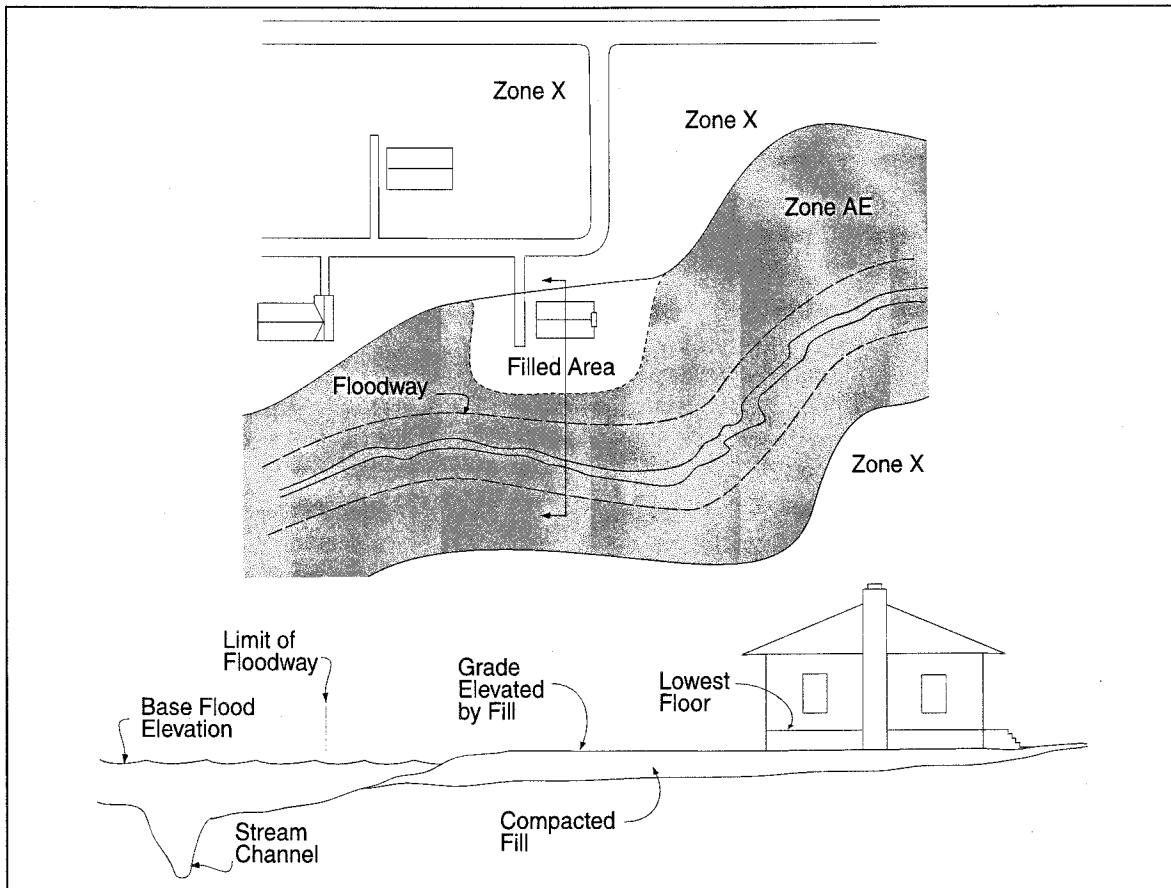 Zone X
Zone X
Zone AE
Filled Area
Floodway
Zone X
Limit of
Floodway
Base Flood
Elevation
Grade
Elevated
by Fill
Lowest
Floor
Stream
Channel
Compacted
Fill